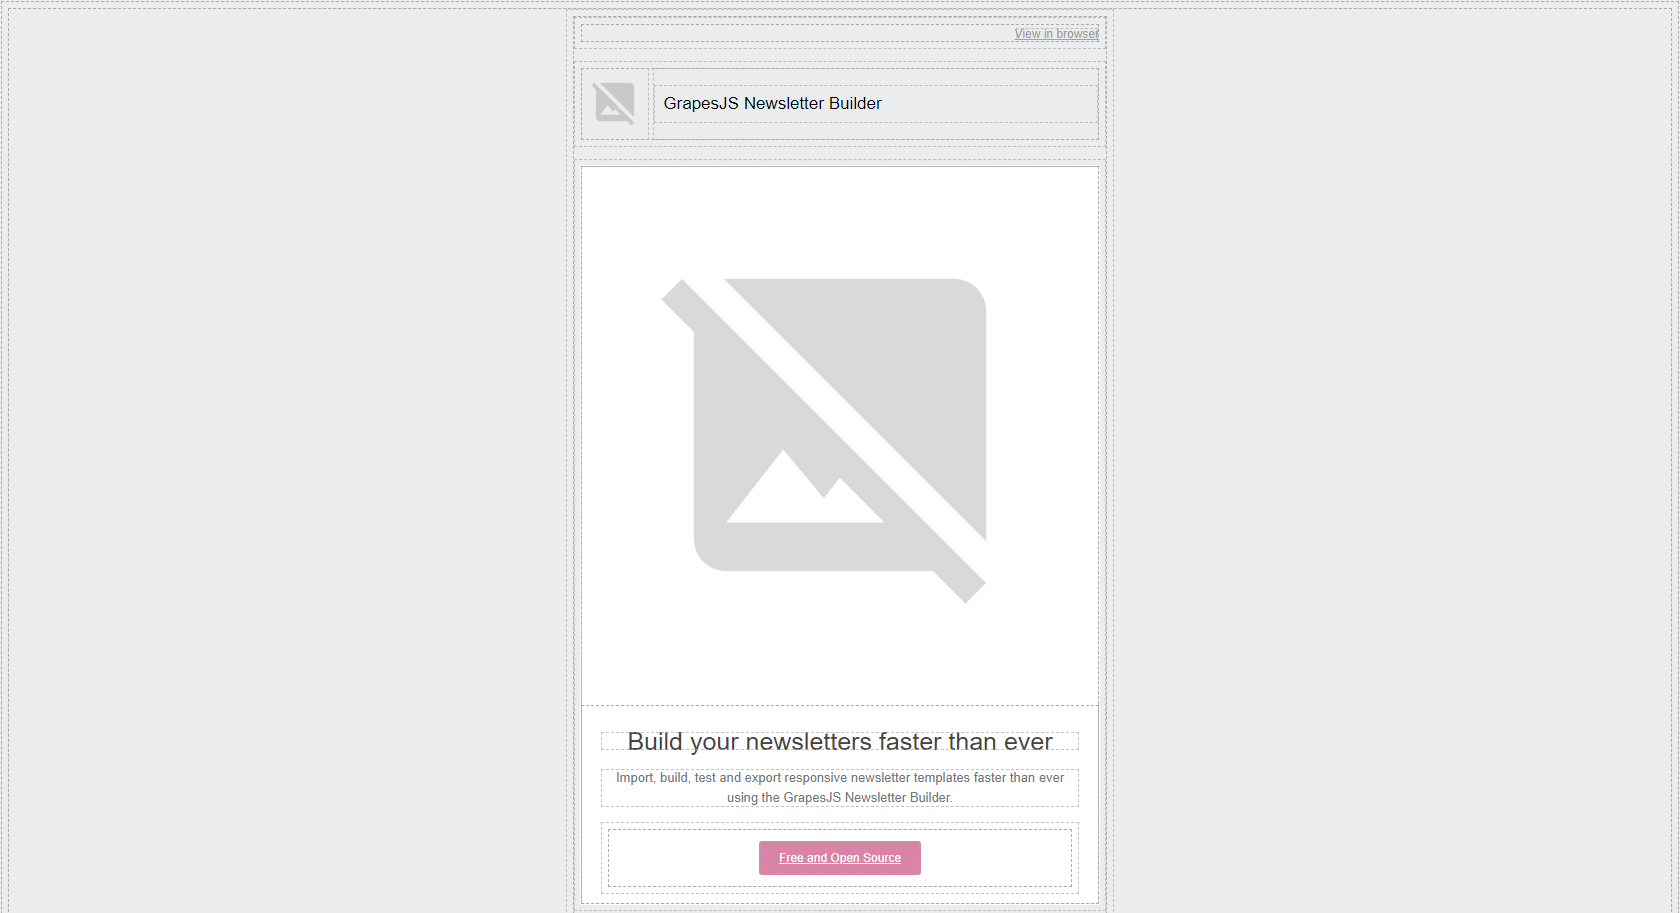 View in browser
GrapesJS Newsletter Builder
Build your newsletters faster than ever
Import, build, test and export responsive newsletter templates faster than ever
using the GrapesJS Newsletter Builder.
Free and Open Source